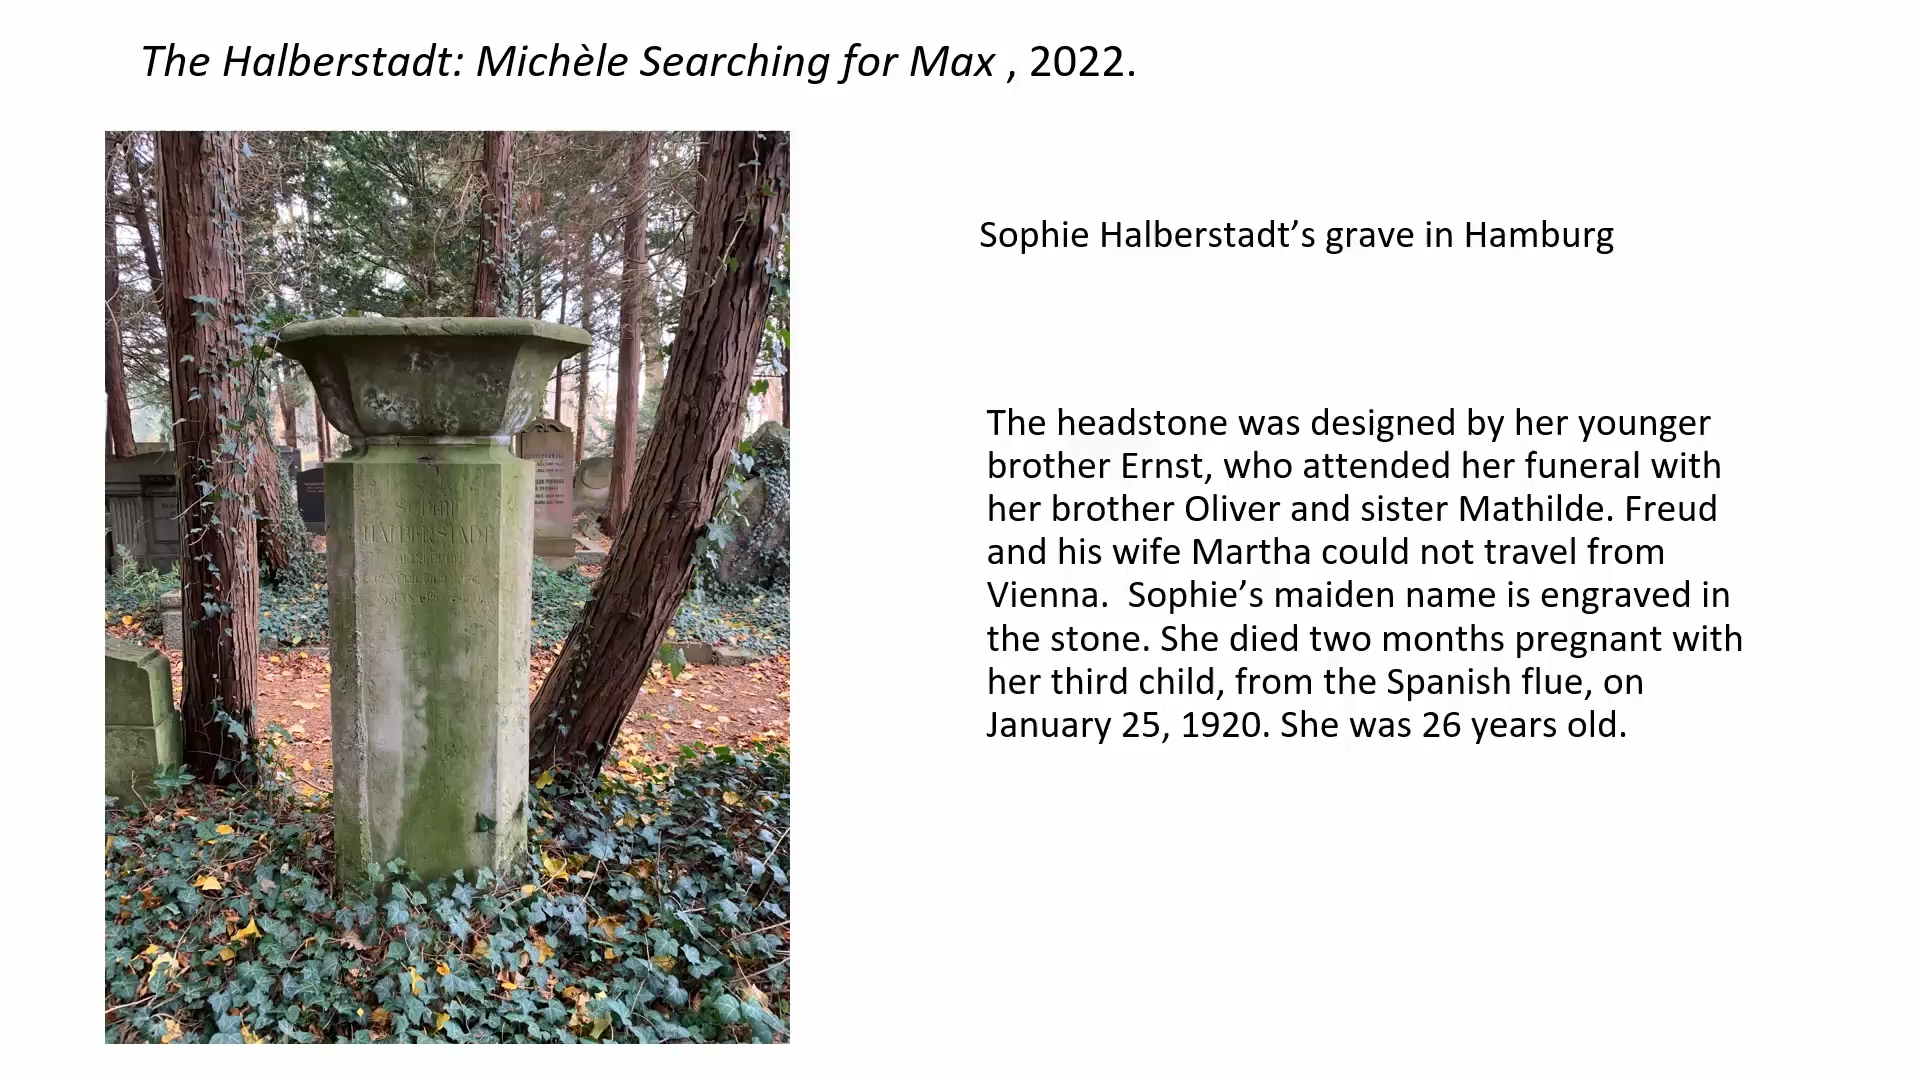 The Halberstadt: Michèle Searching for Max , 2022.
Sophie Halberstadt’s grave in Hamburg
The headstone was designed by her younger
brother Ernst, who attended her funeral with
her brother Oliver and sister Mathilde. Freud
and his wife Martha could not travel from
Vienna.  Sophie’s maiden name is engraved in
the stone. She died two months pregnant with
her third child, from the Spanish flue, on
January 25, 1920. She was 26 years old.
SOPHIE
HALBERSTADT